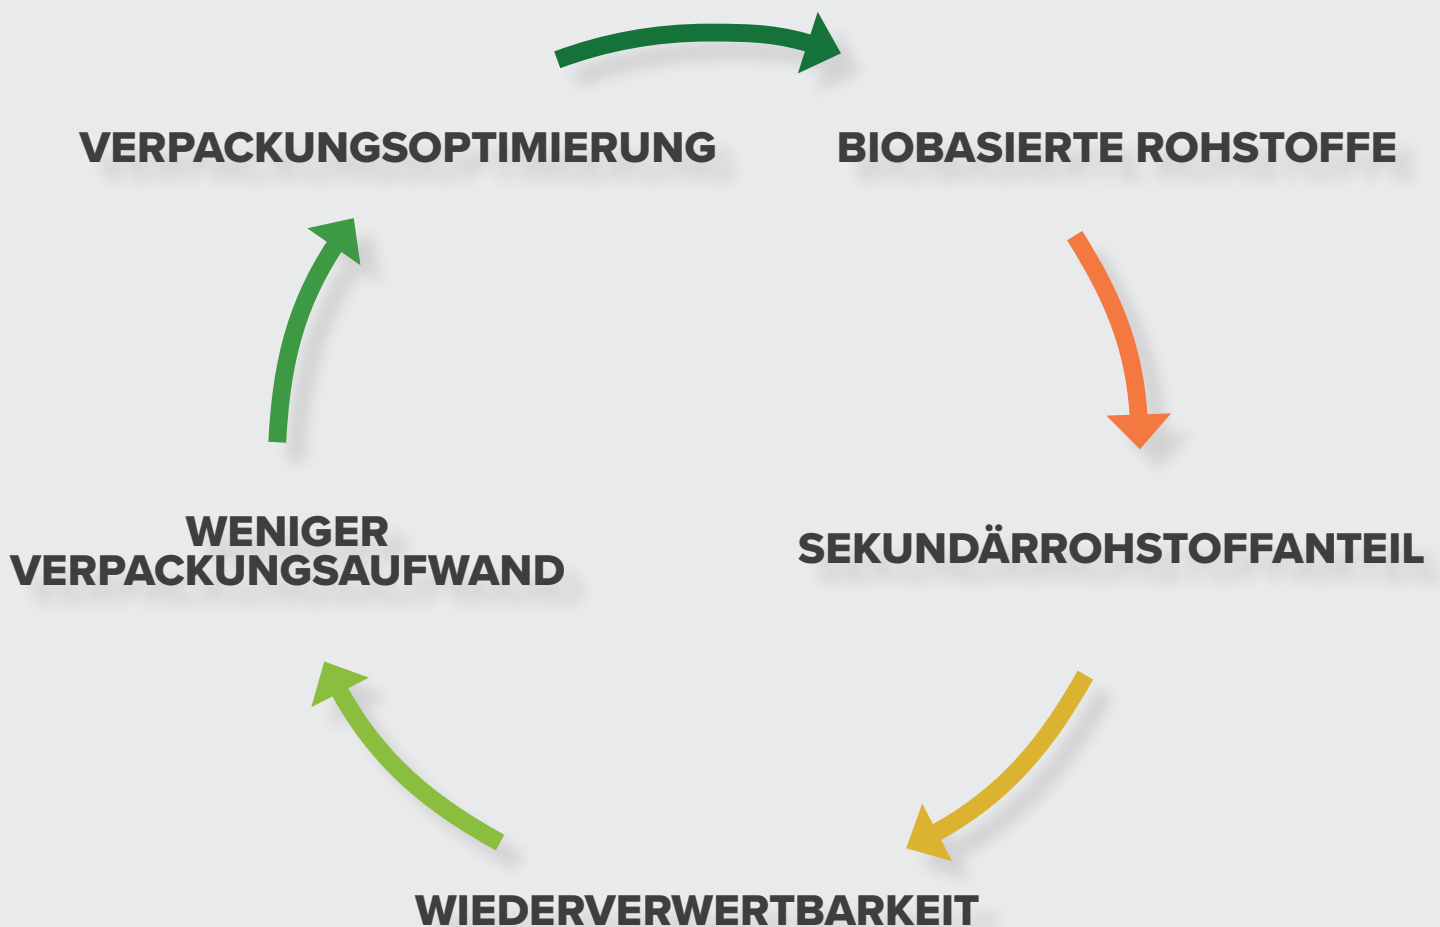 VERPACKUNGSOPTIMIERUNG
BIOBASIERTE ROHSTOFFE
WENIGER
VERPACKUNGSAUFWAND
SEKUNDÄRROHSTOFFANTEIL
WIEDERVERWERTBARKEIT